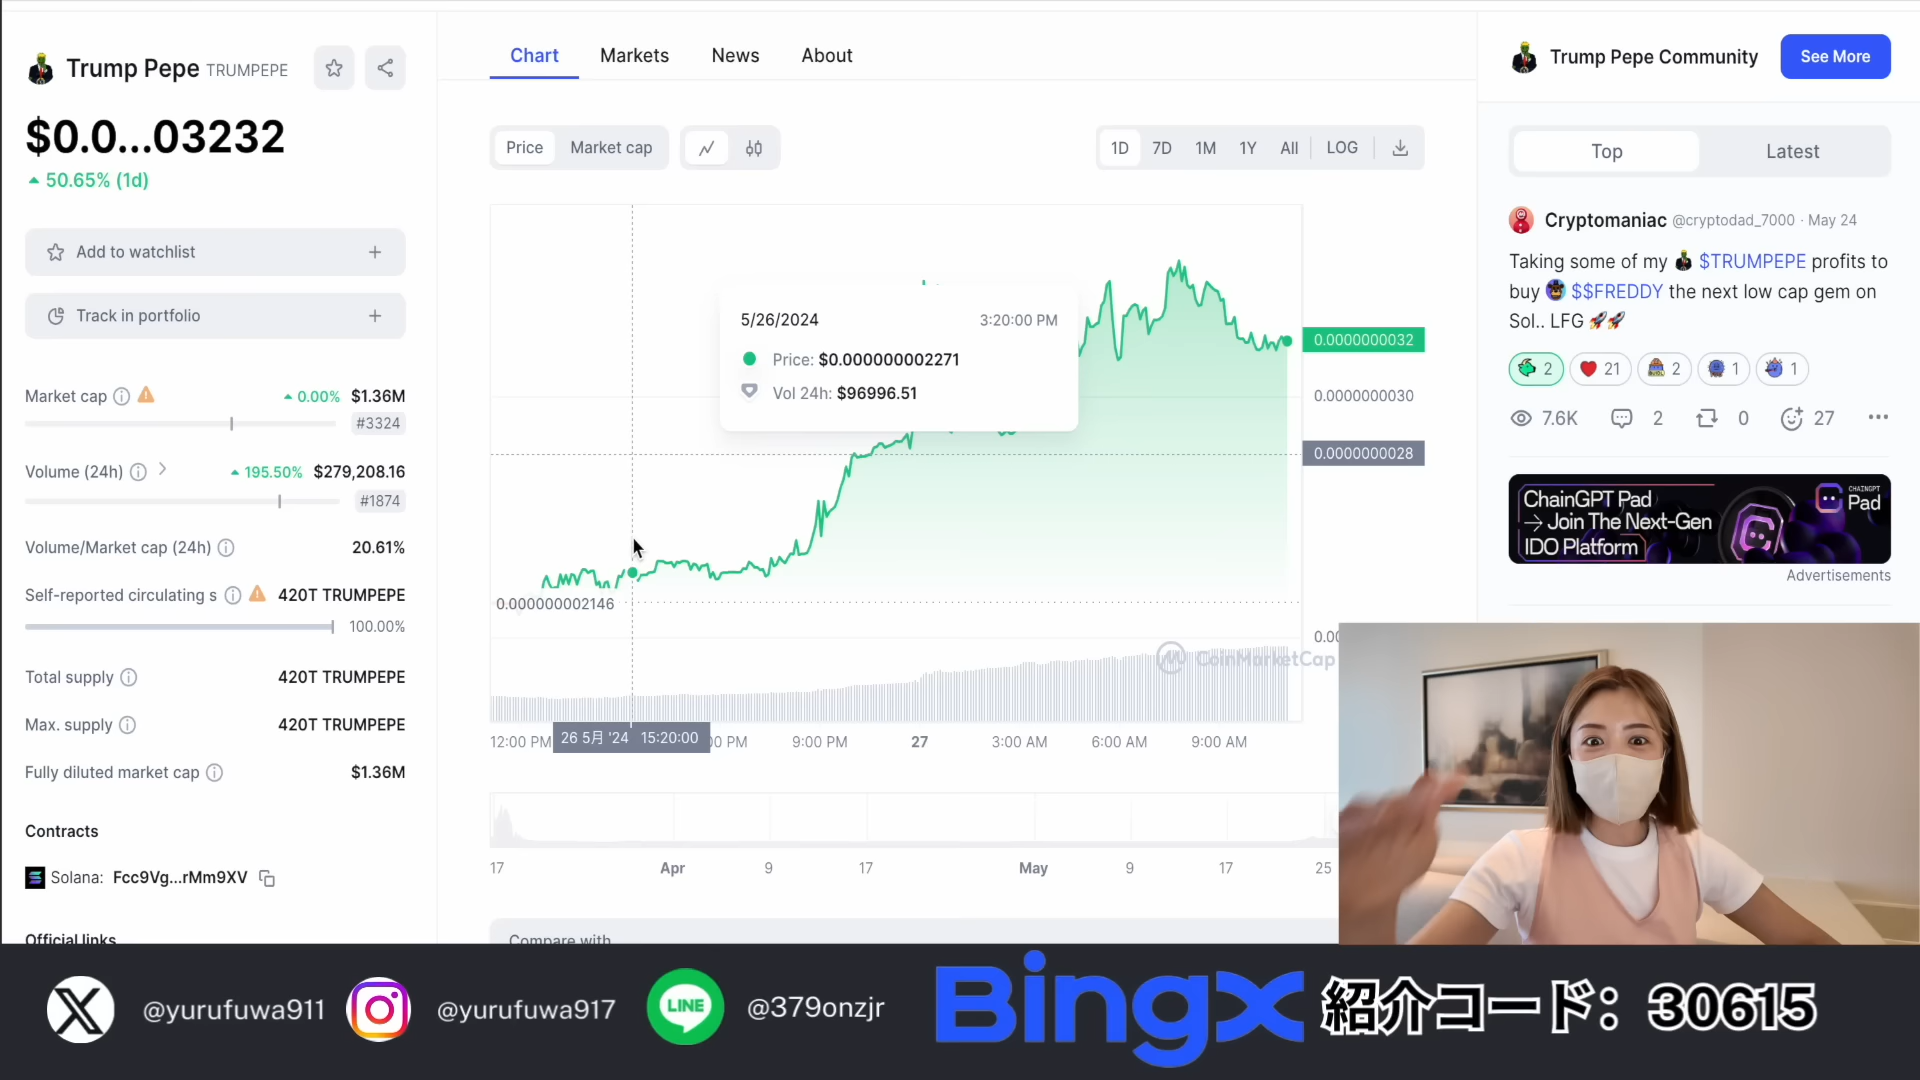 Trump Pepe TRUMPEPE
$0.0...03232
50.65% (1d)
Add to watchlist
Track in portfolio
Market cap 0.00% $1.36M
#3324
Volume (24h) 195.50% $279,208.16
#1874
Volume/Market cap (24h) 20.61%
Self-reported circulating s 420T TRUMPEPE
100.00%
Total supply 420T TRUMPEPE
Max. supply 420T TRUMPEPE
Fully diluted market cap $1.36M
Contracts
Solana: Fcc9Vg...rMm9XV
Official links
Chart Markets News About
Price Market cap
1D 7D 1M 1Y All LOG
5/26/2024 3:20:00 PM
Price: $0.000000002271
Vol 24h: $96996.51
0.0000000032
0.0000000030
0.0000000028
0.000000002146
CoinMarketCap
12:00 PM 26 5月 '24 15:20:00 9:00 PM 27 3:00 AM 6:00 AM 9:00 AM
17 Apr 9 17 May 9 17 25
Compare with
Trump Pepe Community See More
Top Latest
Cryptomaniac @cryptodad_7000 · May 24
Taking some of my $TRUMPEPE profits to
buy $$FREDDY the next low cap gem on
Sol.. LFG 🚀🚀
2 21 2 1 1
7.6K 2 0 27
ChainGPT Pad
→ Join The Next-Gen
IDO Platform
CHAINGPT
Pad
Advertisements
@yurufuwa911 @yurufuwa917 LINE @379onzjr BingX 紹介コード：30615